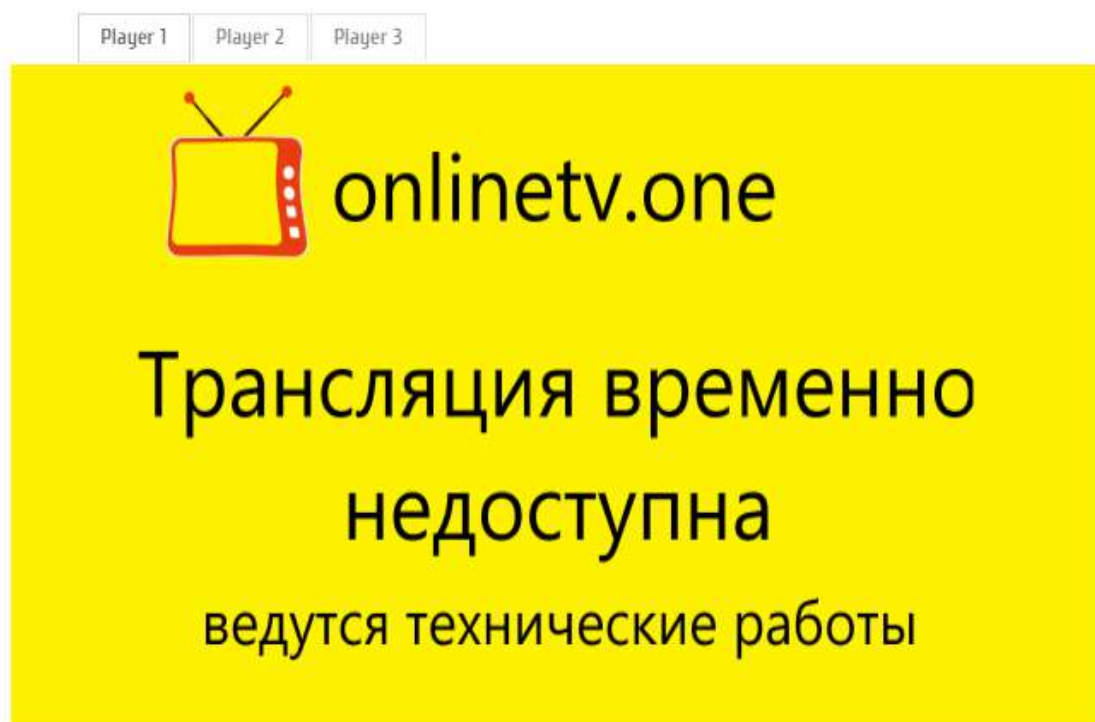 Player 1 Player 2 Player 3
onlinetv.one
Трансляция временно
недоступна
ведутся технические работы